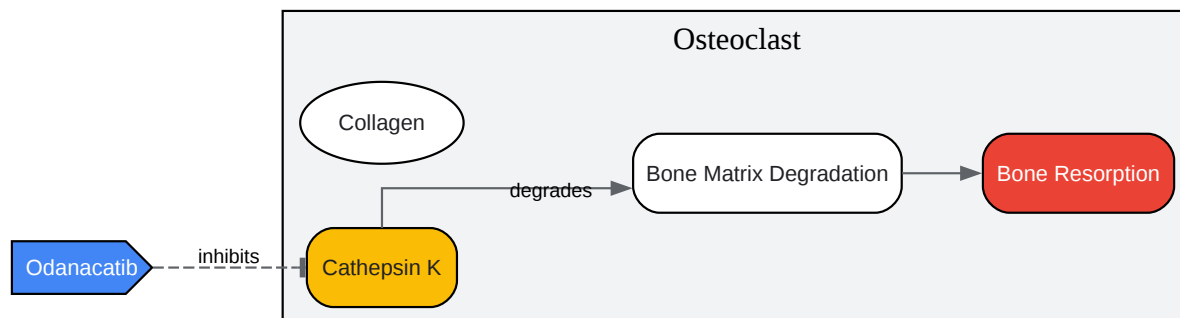 Osteoclast
Collagen
Bone Matrix Degradation
Bone Resorption
degrades
inhibits
Odanacatib
Cathepsin K